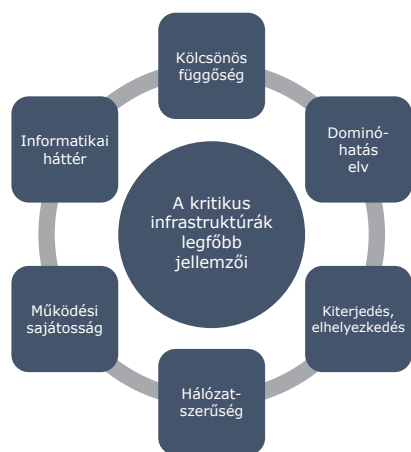 Kölcsönös
függőség
Dominó-
hatás
elv
Kiterjedés,
elhelyezkedés
Hálózat-
szerűség
Működési
sajátosság
Informatikai
háttér
A kritikus
infrastruktúrák
legfőbb
jellemzői